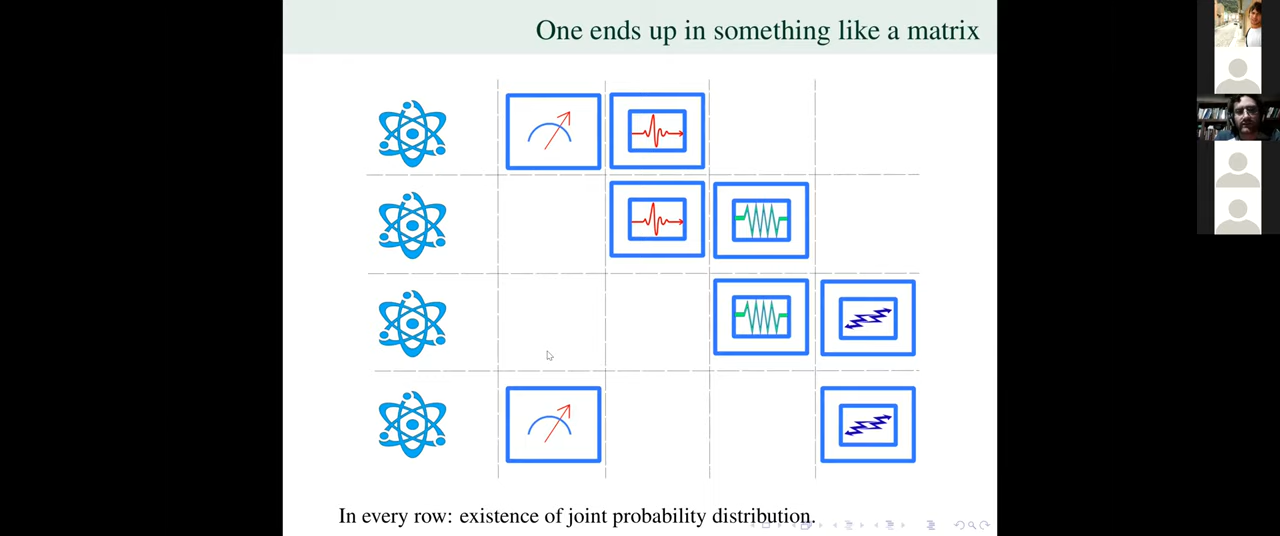 One ends up in something like a matrix
In every row: existence of joint probability distribution.